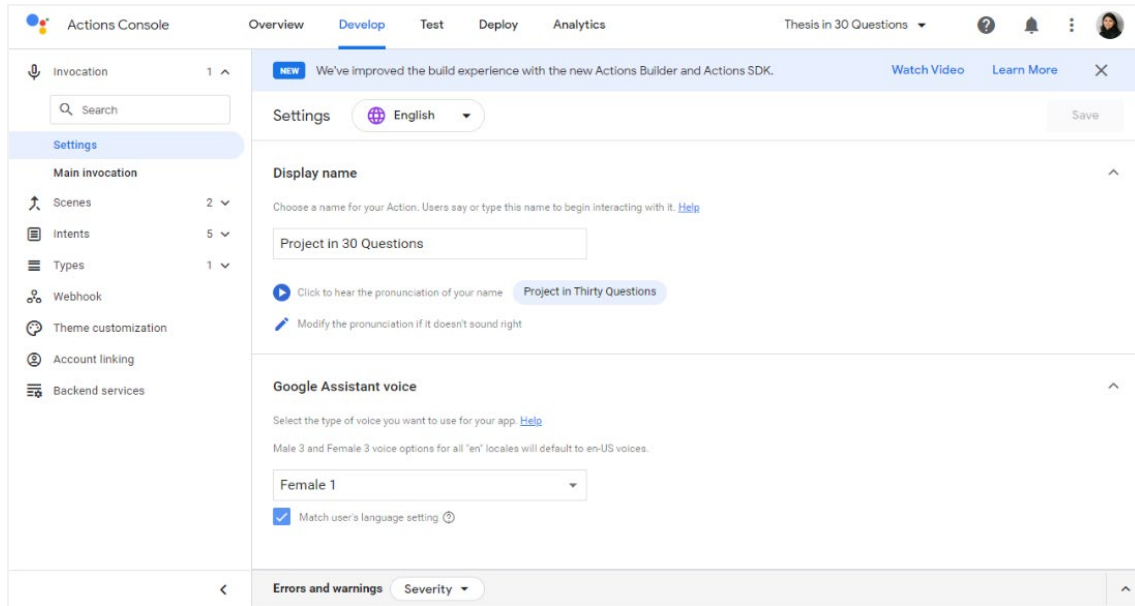 Actions Console
Overview Develop Test Deploy Analytics
Thesis in 30 Questions
Invocation 1
Search
Settings
Main invocation
Scenes 2
Intents 5
Types 1
Webhook
Theme customization
Account linking
Backend services
NEW We've improved the build experience with the new Actions Builder and Actions SDK. Watch Video Learn More
Settings English Save
Display name
Choose a name for your Action. Users say or type this name to begin interacting with it. Help
Project in 30 Questions
Click to hear the pronunciation of your name Project in Thirty Questions
Modify the pronunciation if it doesn't sound right
Google Assistant voice
Select the type of voice you want to use for your app. Help
Male 3 and Female 3 voice options for all "en" locales will default to en-US voices.
Female 1
Match user's language setting
Errors and warnings Severity